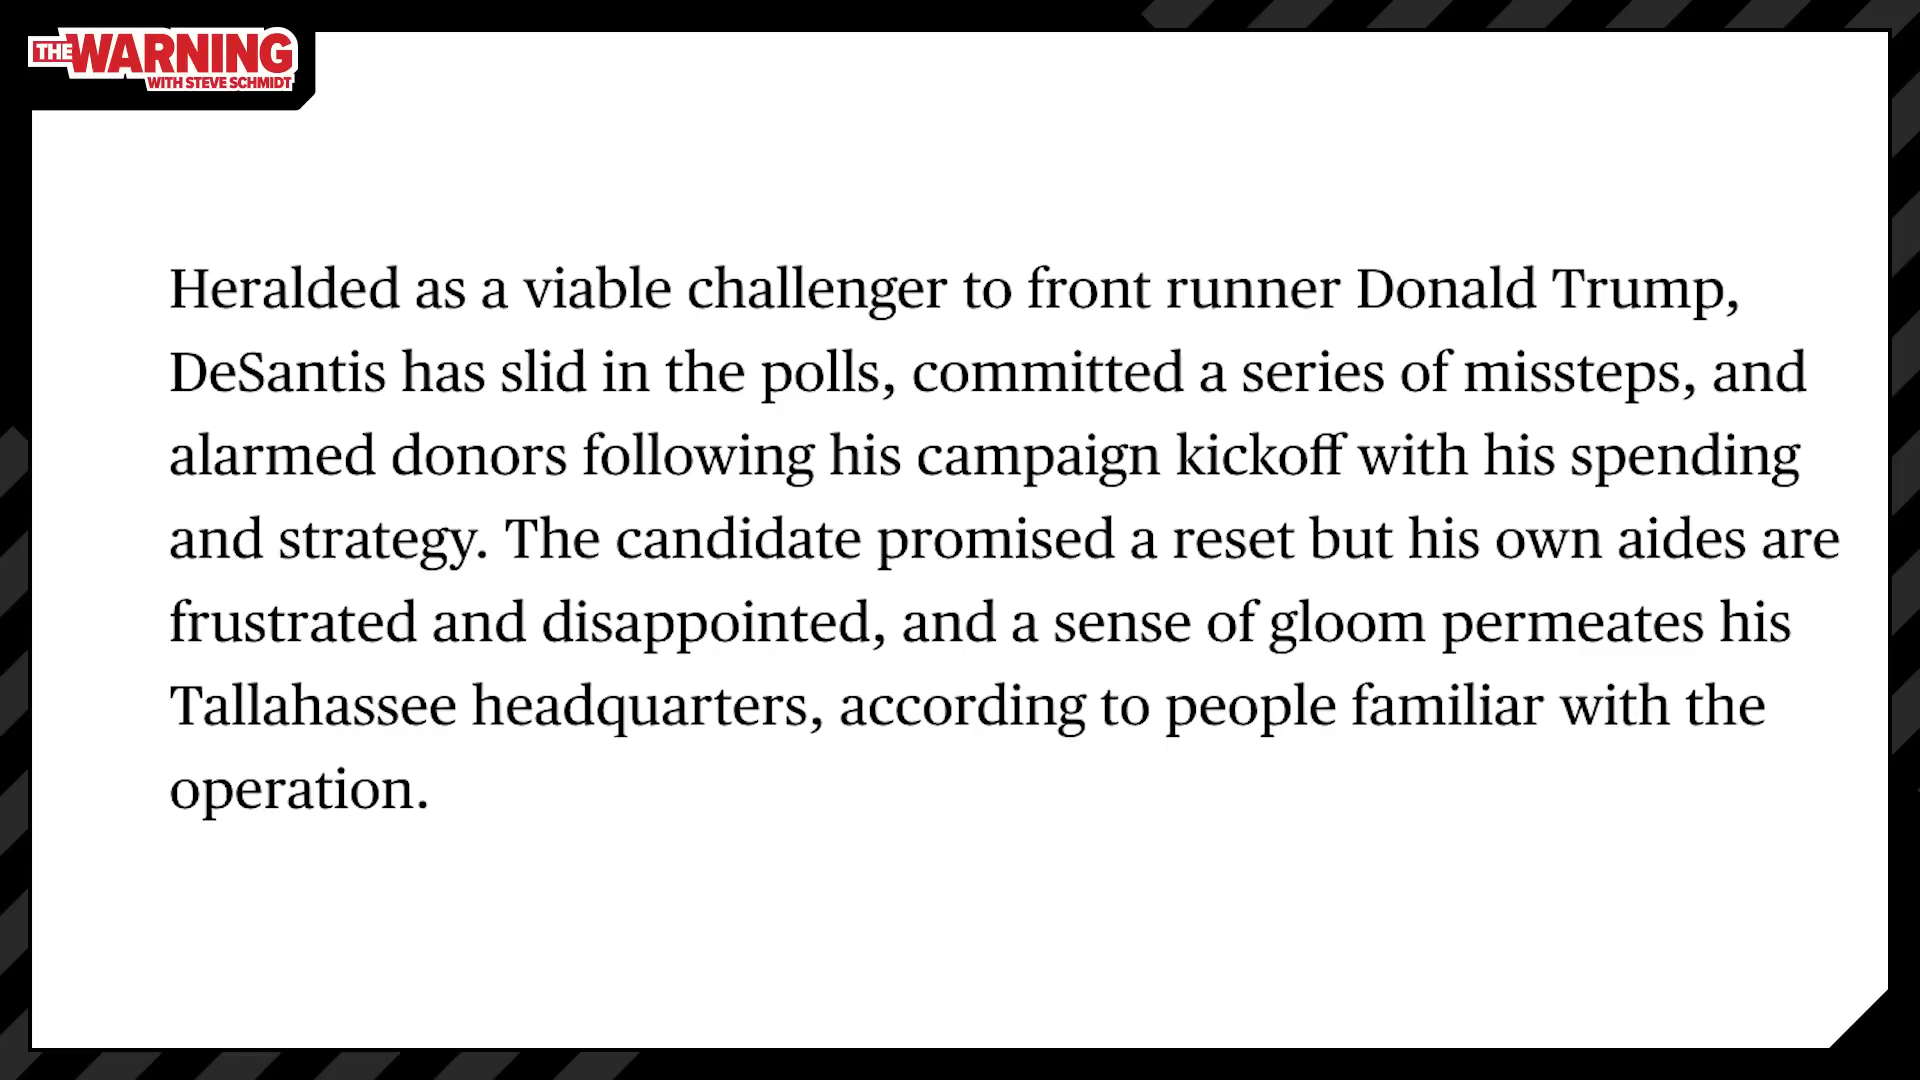 THE WARNING
WITH STEVE SCHMIDT
Heralded as a viable challenger to front runner Donald Trump,
DeSantis has slid in the polls, committed a series of missteps, and
alarmed donors following his campaign kickoff with his spending
and strategy. The candidate promised a reset but his own aides are
frustrated and disappointed, and a sense of gloom permeates his
Tallahassee headquarters, according to people familiar with the
operation.